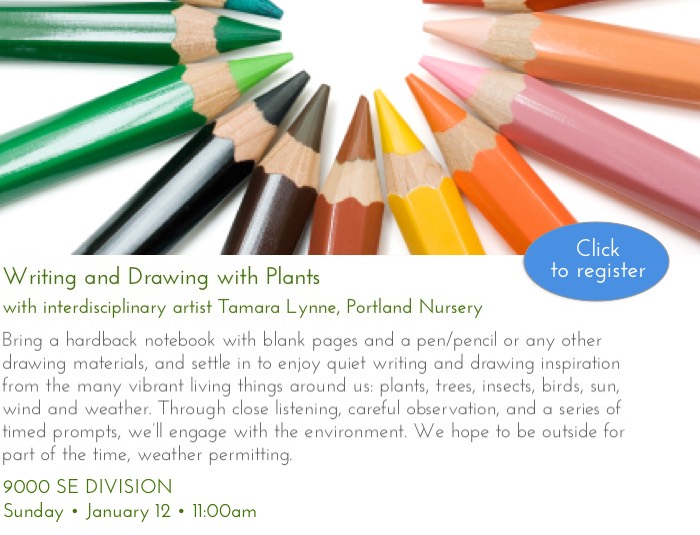 Click
to register
Writing and Drawing with Plants
with interdisciplinary artist Tamara Lynne, Portland Nursery
Bring a hardback notebook with blank pages and a pen/pencil or any other
drawing materials, and settle in to enjoy quiet writing and drawing inspiration
from the many vibrant living things around us: plants, trees, insects, birds, sun,
wind and weather. Through close listening, careful observation, and a series of
timed prompts, we'll engage with the environment. We hope to be outside for
part of the time, weather permitting.
9000 SE DIVISION
Sunday • January 12 • 11:00am